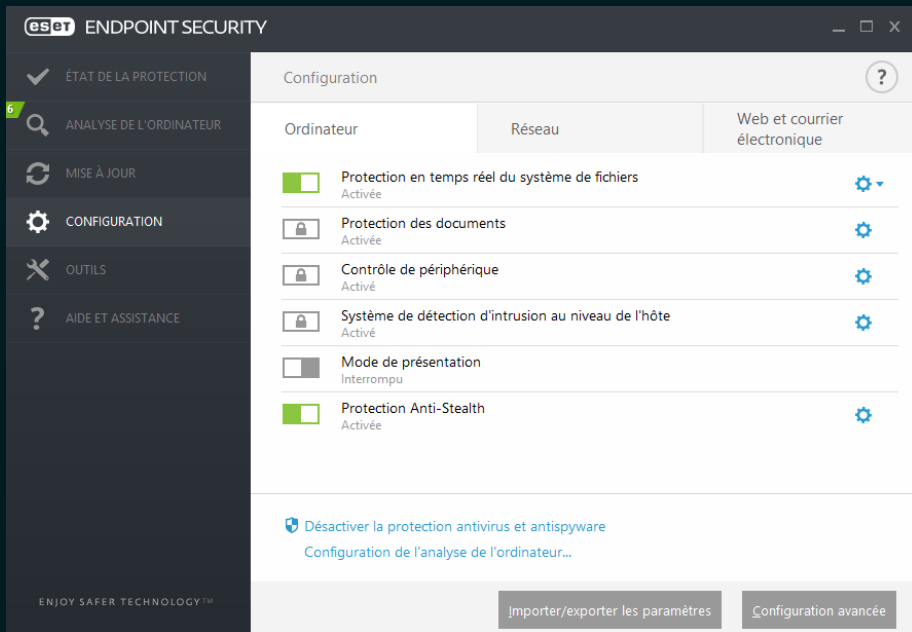 eset ENDPOINT SECURITY
ÉTAT DE LA PROTECTION
6
ANALYSE DE L'ORDINATEUR
MISE À JOUR
CONFIGURATION
OUTILS
? AIDE ET ASSISTANCE
ENJOY SAFER TECHNOLOGY™
Configuration
?
Ordinateur
Réseau
Web et courrier
électronique
Protection en temps réel du système de fichiers
Activée
Protection des documents
Activée
Contrôle de périphérique
Activé
Système de détection d'intrusion au niveau de l'hôte
Activé
Mode de présentation
Interrompu
Protection Anti-Stealth
Activée
Désactiver la protection antivirus et antispyware
Configuration de l'analyse de l'ordinateur...
Importer/exporter les paramètres
Configuration avancée